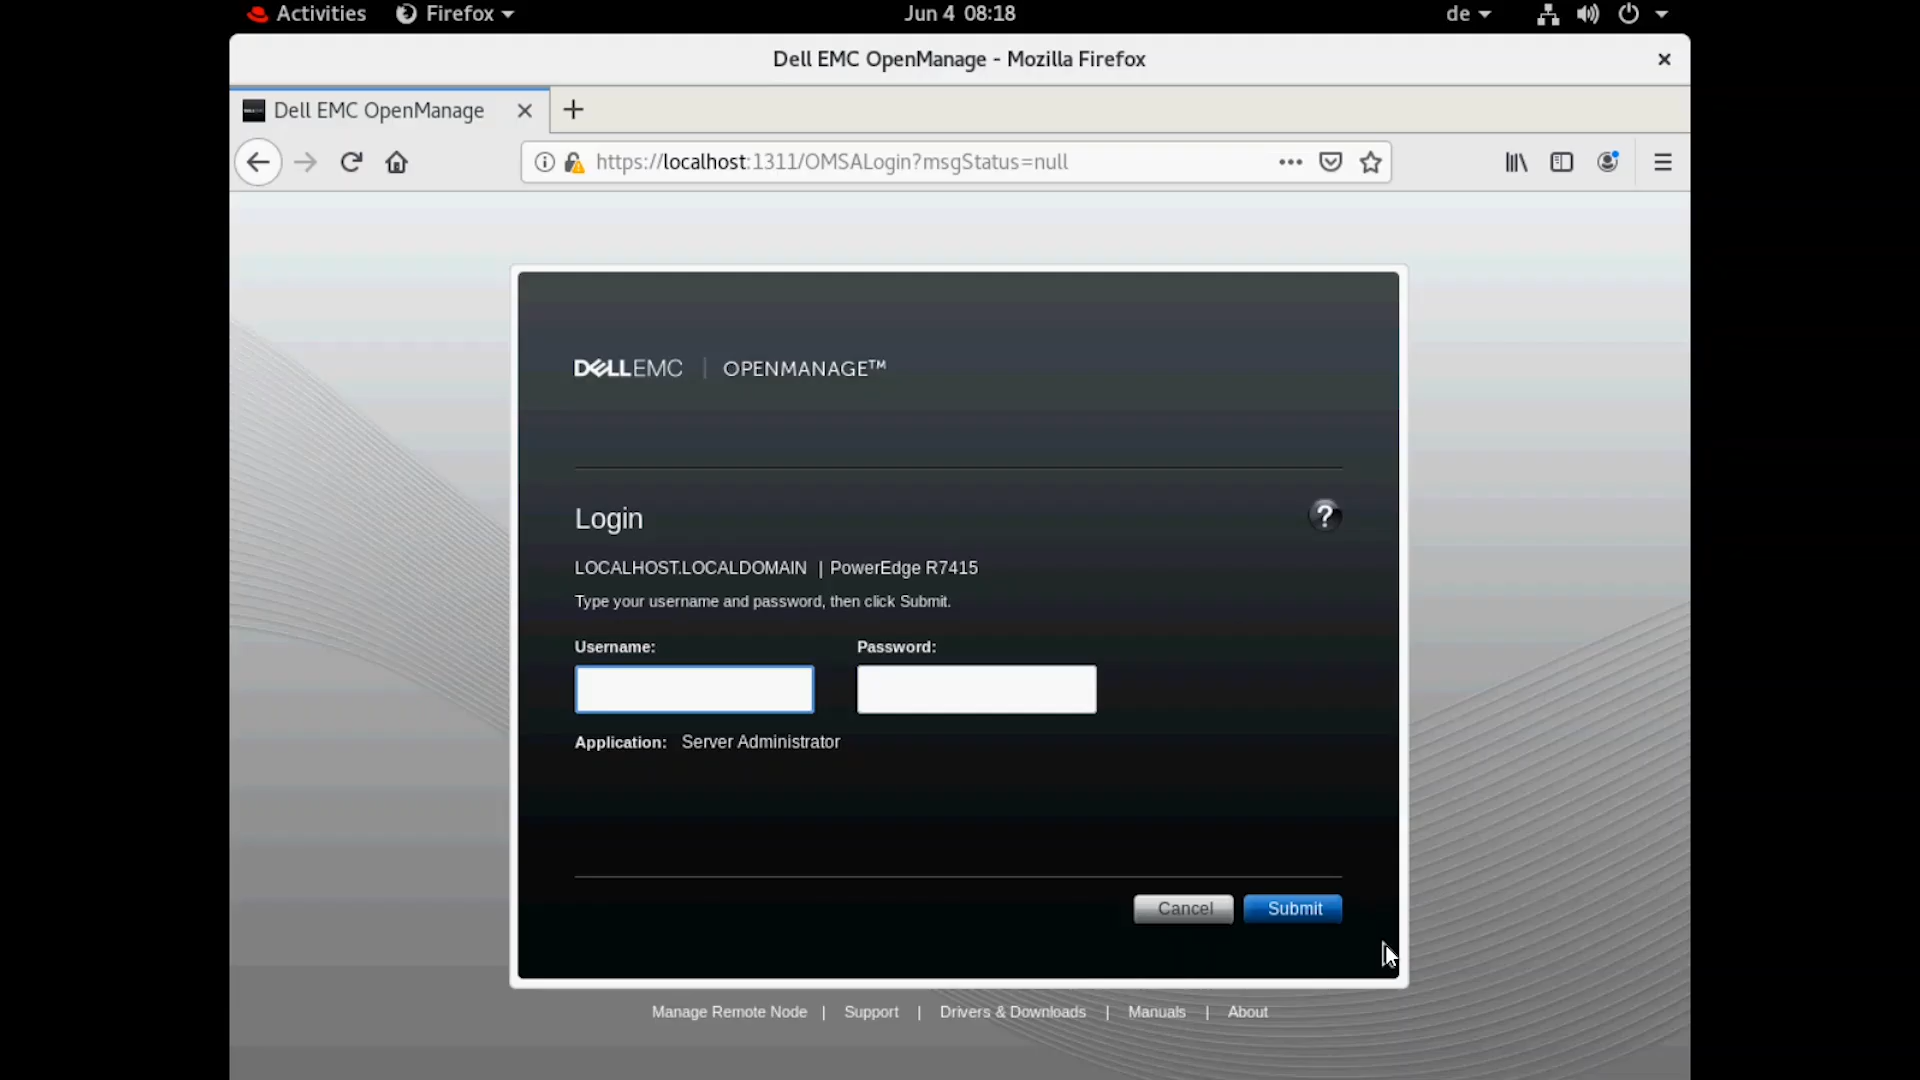 Activities Firefox Jun 4 08:18 de
Dell EMC OpenManage - Mozilla Firefox
Dell EMC OpenManage
https://localhost:1311/OMSALogin?msgStatus=null
DELLEMC | OPENMANAGE™
Login
LOCALHOST.LOCALDOMAIN | PowerEdge R7415
Type your username and password, then click Submit.
Username: Password:
Application: Server Administrator
Cancel Submit
Manage Remote Node | Support | Drivers & Downloads | Manuals | About